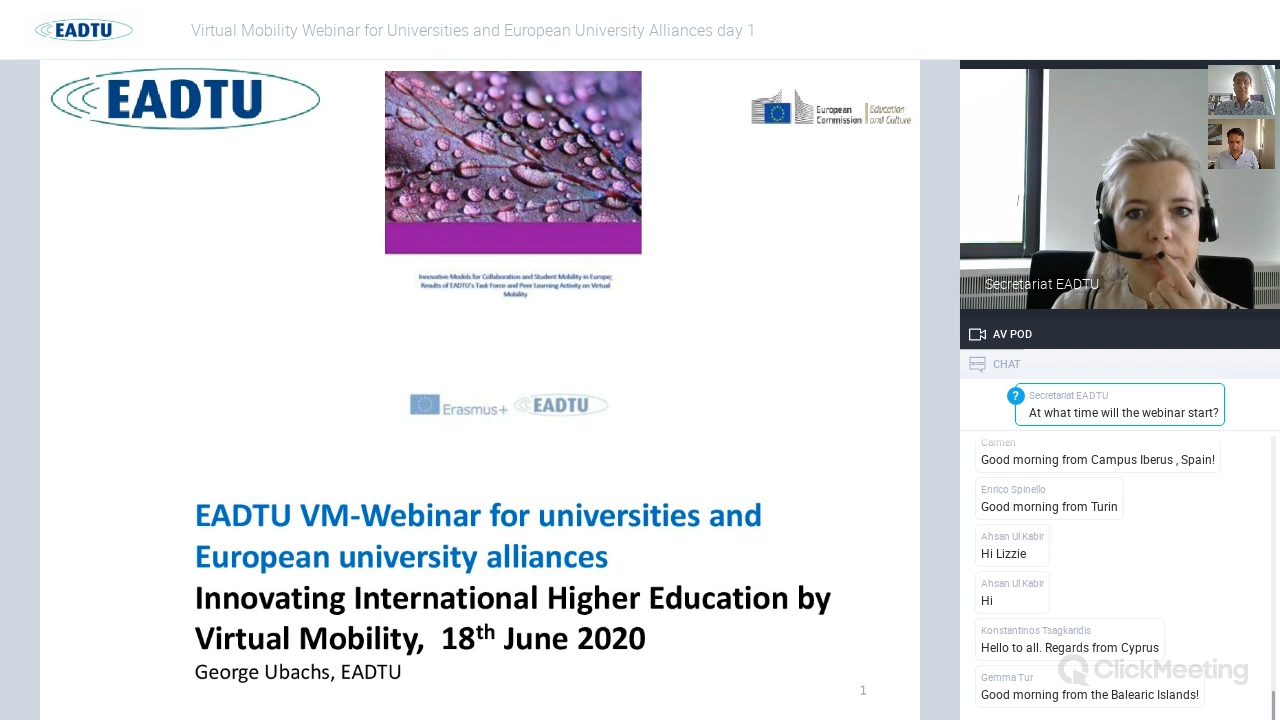 EADTU
Virtual Mobility Webinar for Universities and European University Alliances day 1
EADTU
European
Commission
Education
and Culture
Innovative Models for Collaboration and Student Mobility in Europe;
Results of EADTU's Task Force and Peer Learning Activity on Virtual
Mobility
Erasmus+
EADTU
EADTU VM-Webinar for universities and
European university alliances
Innovating International Higher Education by
Virtual Mobility, 18th June 2020
George Ubachs, EADTU
1
Secretariat EADTU
AV POD
CHAT
?
Secretariat EADTU
At what time will the webinar start?
Carmen
Good morning from Campus Iberus , Spain!
Enrico Spinello
Good morning from Turin
Ahsan Ul Kabir
Hi Lizzie
Ahsan Ul Kabir
Hi
Konstantinos Tsagkaridis
Hello to all. Regards from Cyprus
ClickMeeting
Gemma Tur
Good morning from the Balearic Islands!